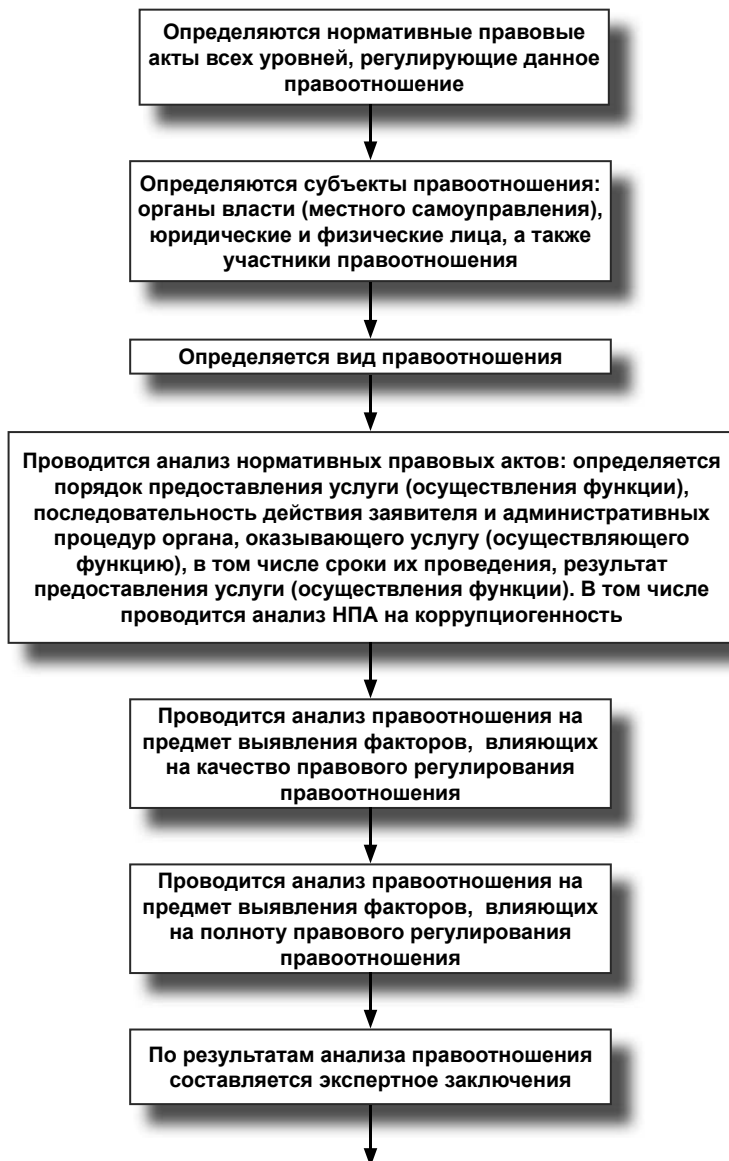 Определяются нормативные правовые
акты всех уровней, регулирующие данное
правоотношение
Определяются субъекты правоотношения:
органы власти (местного самоуправления),
юридические и физические лица, а также
участники правоотношения
Определяется вид правоотношения
Проводится анализ нормативных правовых актов: определяется
порядок предоставления услуги (осуществления функции),
последовательность действия заявителя и административных
процедур органа, оказывающего услугу (осуществляющего
функцию), в том числе сроки их проведения, результат
предоставления услуги (осуществления функции). В том числе
проводится анализ НПА на коррупциогенность
Проводится анализ правоотношения на
предмет выявления факторов, влияющих
на качество правового регулирования
правоотношения
Проводится анализ правоотношения на
предмет выявления факторов, влияющих
на полноту правового регулирования
правоотношения
По результатам анализа правоотношения
составляется экспертное заключения